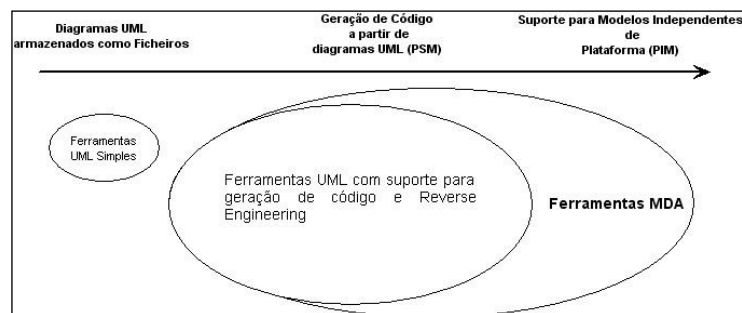 Diagramas UML
armazenados como Ficheiros
Geração de Código
a partir de
diagramas UML (PSM)
Suporte para Modelos Independentes
de
Plataforma (PIM)
Ferramentas
UML Simples
Ferramentas UML com suporte para
geração de código e Reverse
Engineering
Ferramentas MDA